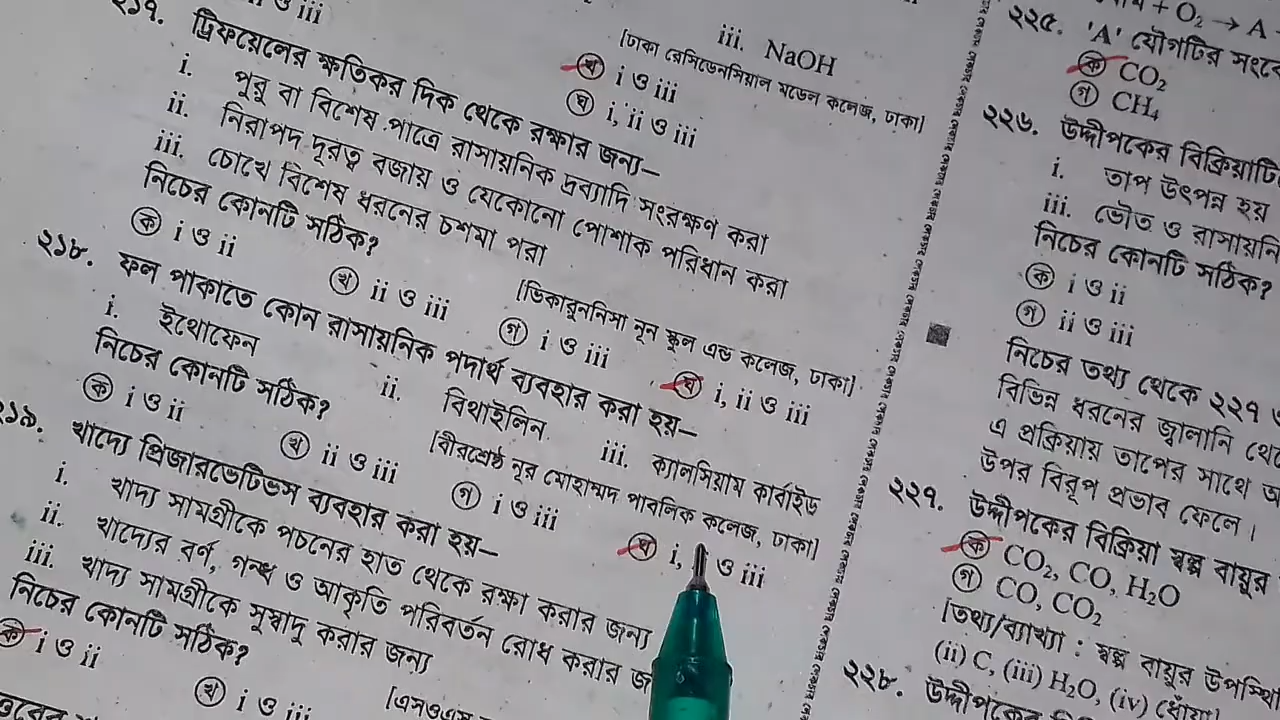 ও iii
iii. NaOH
[ঢাকা রেসিডেনসিয়াল মডেল কলেজ, ঢাকা]
খ i ও iii
ঘ i, ii ও iii
২১৭. ট্রিফয়েলের ক্ষতিকর দিক থেকে রক্ষার জন্য—
i. পুরু বা বিশেষ পাত্রে রাসায়নিক দ্রব্যাদি সংরক্ষণ করা
ii. নিরাপদ দূরত্ব বজায় ও যেকোনো পোশাক পরিধান করা
iii. চোখে বিশেষ ধরনের চশমা পরা
নিচের কোনটি সঠিক?
[ভিকারুননিসা নূন স্কুল এন্ড কলেজ, ঢাকা]
ক i ও ii
খ ii ও iii
গ i ও iii
ঘ i, ii ও iii
২১৮. ফল পাকাতে কোন রাসায়নিক পদার্থ ব্যবহার করা হয়—
i. ইথোফেন
ii. বিথাইলিন
iii. ক্যালসিয়াম কার্বাইড
নিচের কোনটি সঠিক?
[বীরশ্রেষ্ঠ নূর মোহাম্মদ পাবলিক কলেজ, ঢাকা]
ক i ও ii
খ ii ও iii
গ i ও iii
ঘ i, ও iii
২১৯. খাদ্যে প্রিজারভেটিভস ব্যবহার করা হয়—
i. খাদ্য সামগ্রীকে পচনের হাত থেকে রক্ষা করার জন্য
ii. খাদ্যের বর্ণ, গন্ধ ও আকৃতি পরিবর্তন রোধ করার জ
iii. খাদ্য সামগ্রীকে সুস্বাদু করার জন্য
নিচের কোনটি সঠিক?
ক i ও ii
খ i ও iii
+ O₂ → A
২২৫. 'A' যৌগটির সংকে
ক CO₂
গ CH₄
২২৬. উদ্দীপকের বিক্রিয়াটি
i. তাপ উৎপন্ন হয়
iii. ভৌত ও রাসায়নি
নিচের কোনটি সঠিক?
ক i ও ii
গ ii ও iii
নিচের তথ্য থেকে ২২৭ ও
বিভিন্ন ধরনের জ্বালানি থে
এ প্রক্রিয়ায় তাপের সাথে অ
উপর বিরূপ প্রভাব ফেলে।
২২৭. উদ্দীপকের বিক্রিয়া স্বল্প বায়ুর
ক CO₂, CO, H₂O
গ CO, CO₂
[তথ্য/ব্যাখ্যা : স্বল্প বায়ুর উপস্থি
(ii) C, (iii) H₂O, (iv) ধোঁয়া]
২২৮. উদ্দীপকের